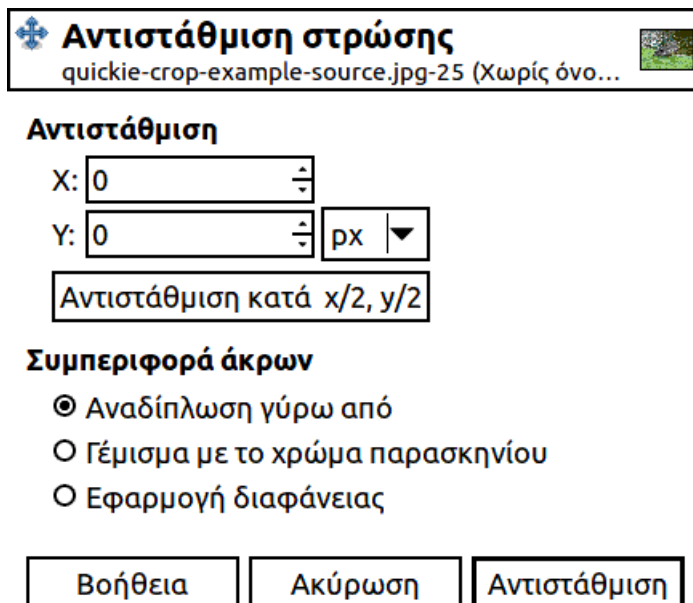 Αντιστάθμιση στρώσης
quickie-crop-example-source.jpg-25 (Χωρίς όνο...
Αντιστάθμιση
X: 0
Y: 0 px
Αντιστάθμιση κατά x/2, y/2
Συμπεριφορά άκρων
Αναδίπλωση γύρω από
Γέμισμα με το χρώμα παρασκηνίου
Εφαρμογή διαφάνειας
Βοήθεια Ακύρωση Αντιστάθμιση